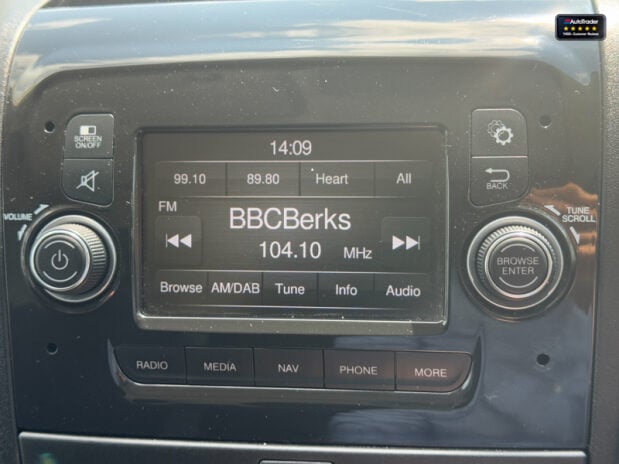 AutoTrader
SCREEN
ON/OFF
14:09
99.10 89.80 Heart All
BACK
VOLUME
FM
BBCBerks
104.10 MHz
TUNE
SCROLL
BROWSE
ENTER
Browse AM/DAB Tune Info Audio
RADIO MEDIA NAV PHONE MORE